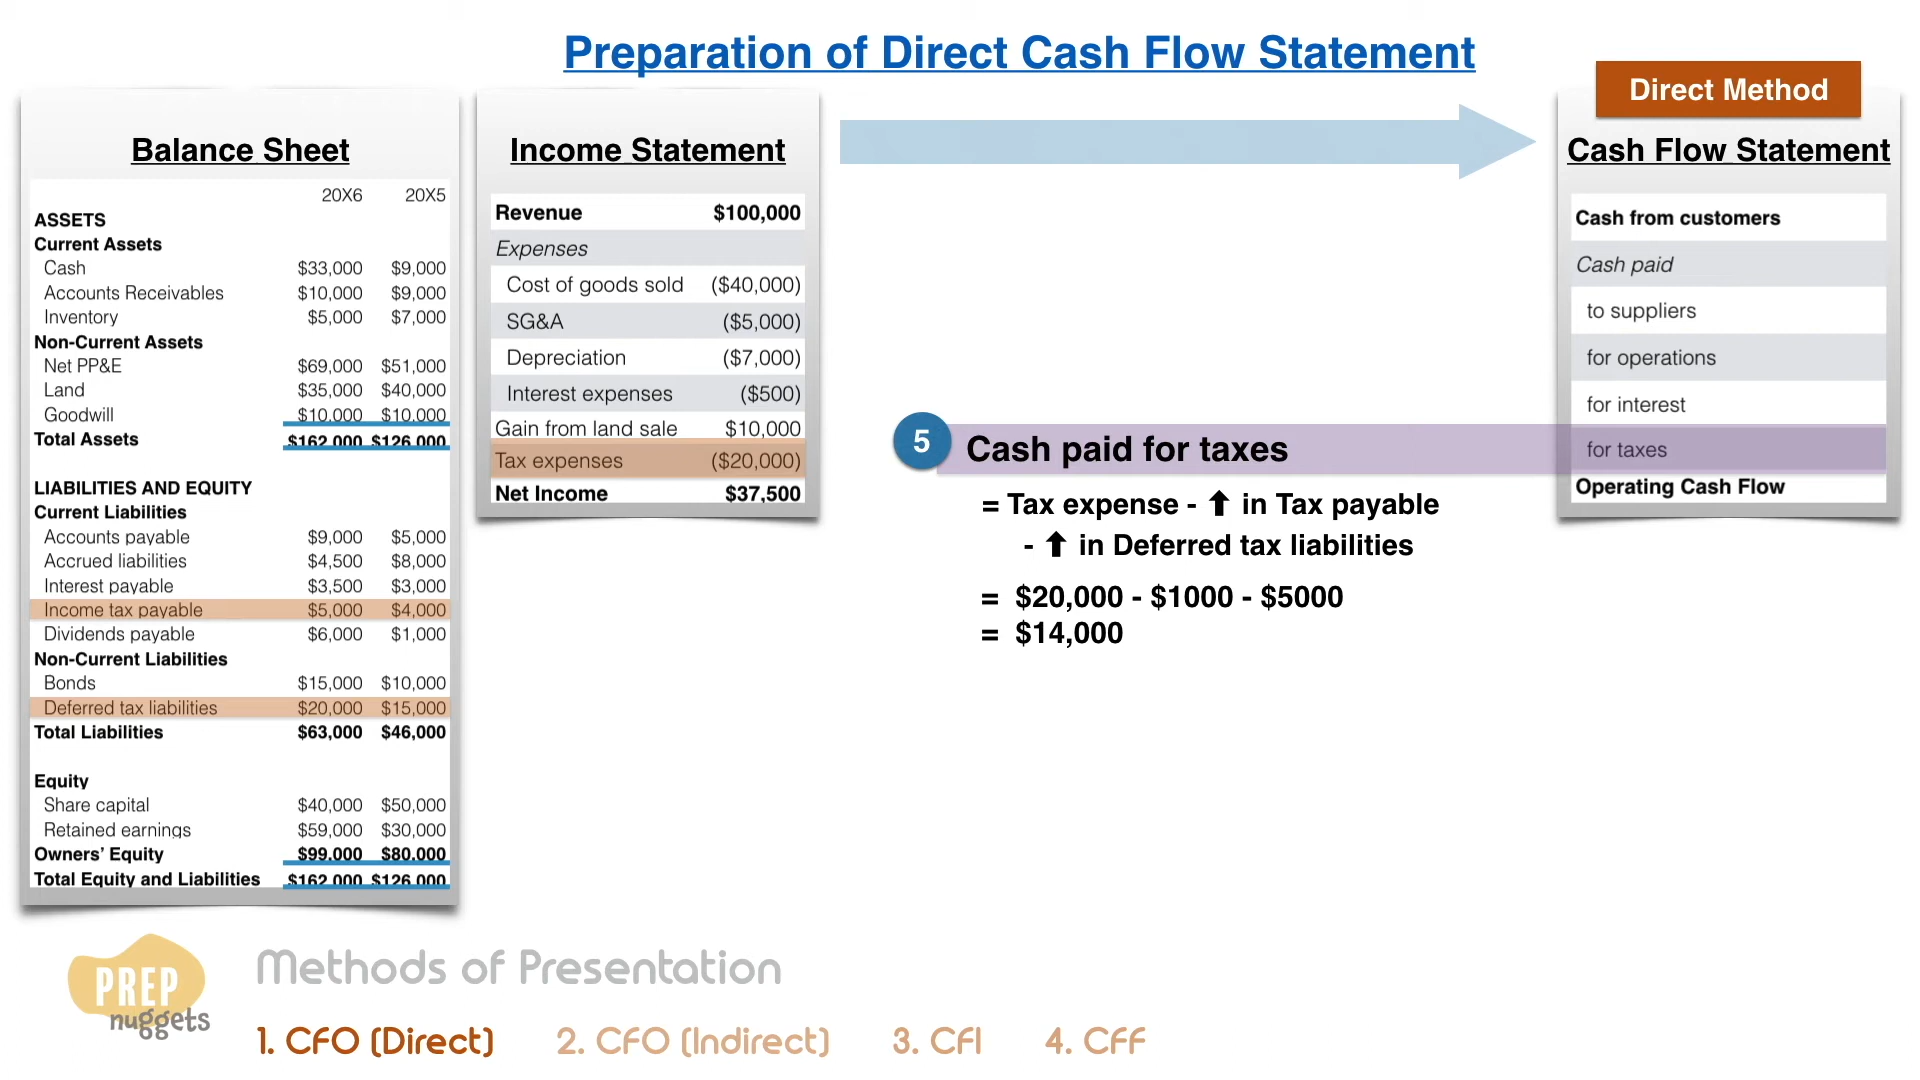 Preparation of Direct Cash Flow Statement
Balance Sheet
20X6 20X5
ASSETS
Current Assets
Cash $33,000 $9,000
Accounts Receivables $10,000 $9,000
Inventory $5,000 $7,000
Non-Current Assets
Net PP&E $69,000 $51,000
Land $35,000 $40,000
Goodwill $10,000 $10,000
Total Assets $162,000 $126,000
LIABILITIES AND EQUITY
Current Liabilities
Accounts payable $9,000 $5,000
Accrued liabilities $4,500 $8,000
Interest payable $3,500 $3,000
Income tax payable $5,000 $4,000
Dividends payable $6,000 $1,000
Non-Current Liabilities
Bonds $15,000 $10,000
Deferred tax liabilities $20,000 $15,000
Total Liabilities $63,000 $46,000
Equity
Share capital $40,000 $50,000
Retained earnings $59,000 $30,000
Owners' Equity $99,000 $80,000
Total Equity and Liabilities $162,000 $126,000
Income Statement
Revenue $100,000
Expenses
Cost of goods sold ($40,000)
SG&A ($5,000)
Depreciation ($7,000)
Interest expenses ($500)
Gain from land sale $10,000
Tax expenses ($20,000)
Net Income $37,500
5 Cash paid for taxes
= Tax expense - ⬆ in Tax payable
- ⬆ in Deferred tax liabilities
= $20,000 - $1000 - $5000
= $14,000
Direct Method
Cash Flow Statement
Cash from customers
Cash paid
to suppliers
for operations
for interest
for taxes
Operating Cash Flow
PREP
nuggets
Methods of Presentation
1. CFO (Direct) 2. CFO (Indirect) 3. CFI 4. CFF